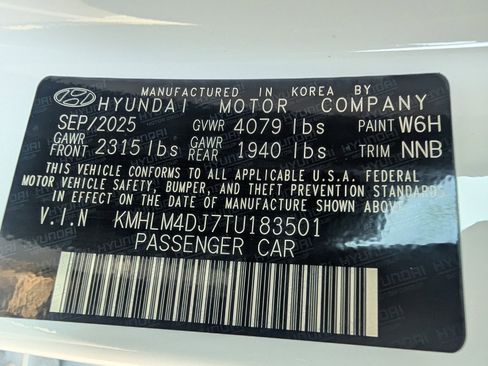 MANUFACTURED IN KOREA BY
HYUNDAI MOTOR COMPANY
SEP/2025 GVWR 4079 lbs PAINT W6H
GAWR FRONT 2315 lbs GAWR REAR 1940 lbs TRIM NNB
THIS VEHICLE CONFORMS TO ALL APPLICABLE U.S.A. FEDERAL
MOTOR VEHICLE SAFETY, BUMPER, AND THEFT PREVENTION STANDARDS
IN EFFECT ON THE DATE OF MANUFACTURE SHOWN ABOVE.
V.I.N KMHLM4DJ7TU183501
PASSENGER CAR